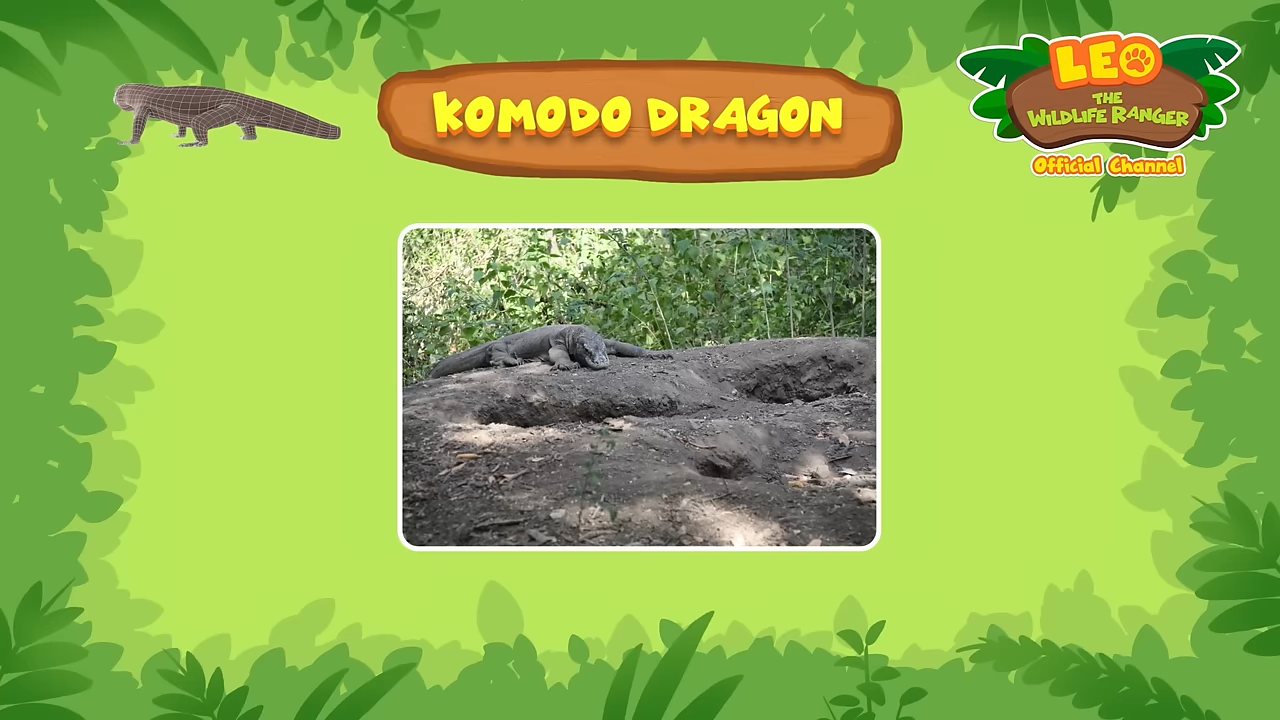 KOMODO DRAGON
LEO
THE
WILDLIFE RANGER
Official Channel